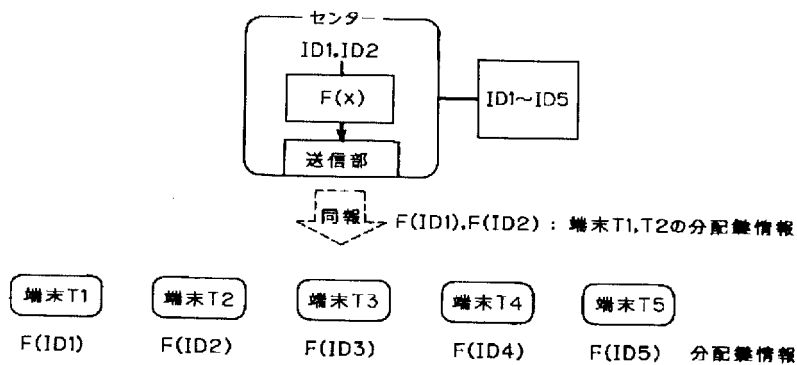 センター
ID1,ID2
F(x)
ID1〜ID5
送信部
同報
F(ID1),F(ID2) : 端末T1,T2の分配鍵情報
端末T1 端末T2 端末T3 端末T4 端末T5
F(ID1) F(ID2) F(ID3) F(ID4) F(ID5) 分配鍵情報